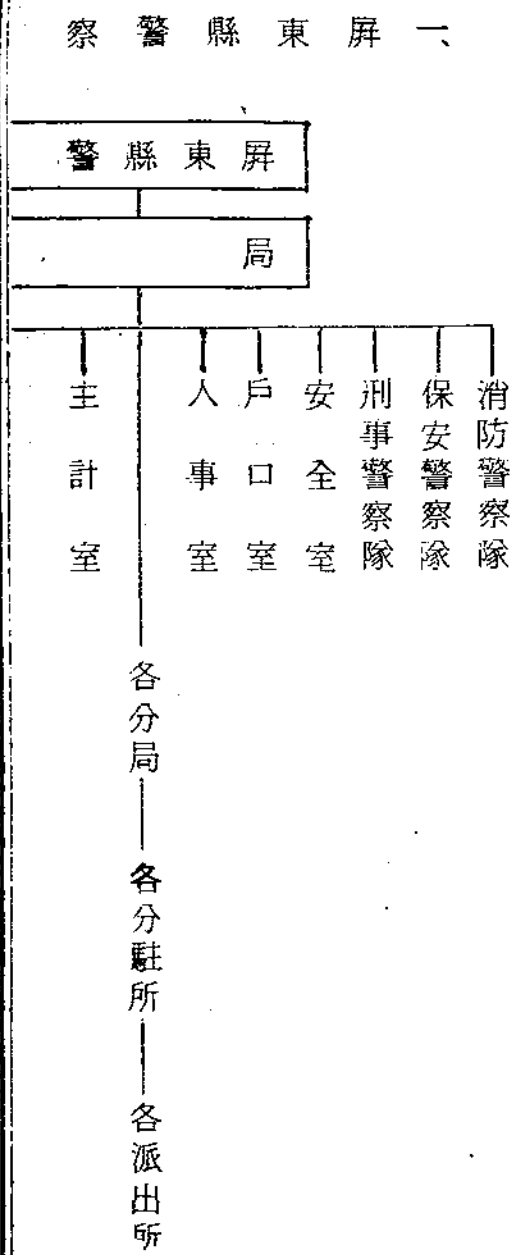 一、屏東縣警察
屏東縣警
局
消防警察隊
保安警察隊
刑事警察隊
安全室
戶口室
人事室
主計室
各分局——各分駐所——各派出所